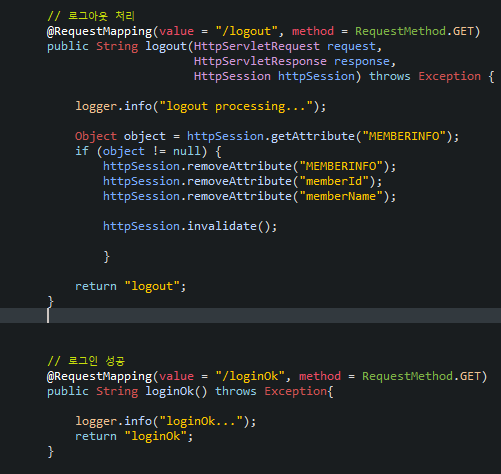 // 로그아웃 처리
@RequestMapping(value = "/logout", method = RequestMethod.GET)
public String logout(HttpServletRequest request,
HttpServletResponse response,
HttpSession httpSession) throws Exception {
logger.info("logout processing...");
Object object = httpSession.getAttribute("MEMBERINFO");
if (object != null) {
httpSession.removeAttribute("MEMBERINFO");
httpSession.removeAttribute("memberId");
httpSession.removeAttribute("memberName");
httpSession.invalidate();
}
return "logout";
}
// 로그인 성공
@RequestMapping(value = "/loginOk", method = RequestMethod.GET)
public String loginOk() throws Exception{
logger.info("loginOk...");
return "loginOk";
}